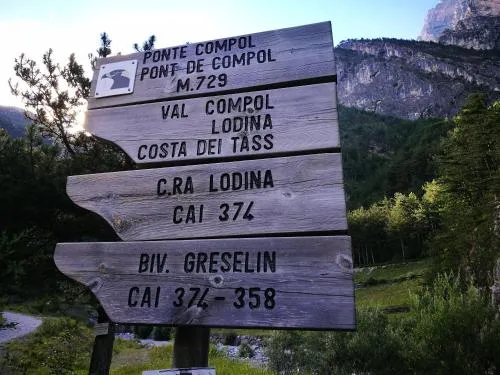 PONTE COMPOL
PONT DE COMPOL
M.729
VAL COMPOL
LODINA
COSTA DEI TASS
C.RA LODINA
CAI 374
BIV. GRESELIN
CAI 374-358